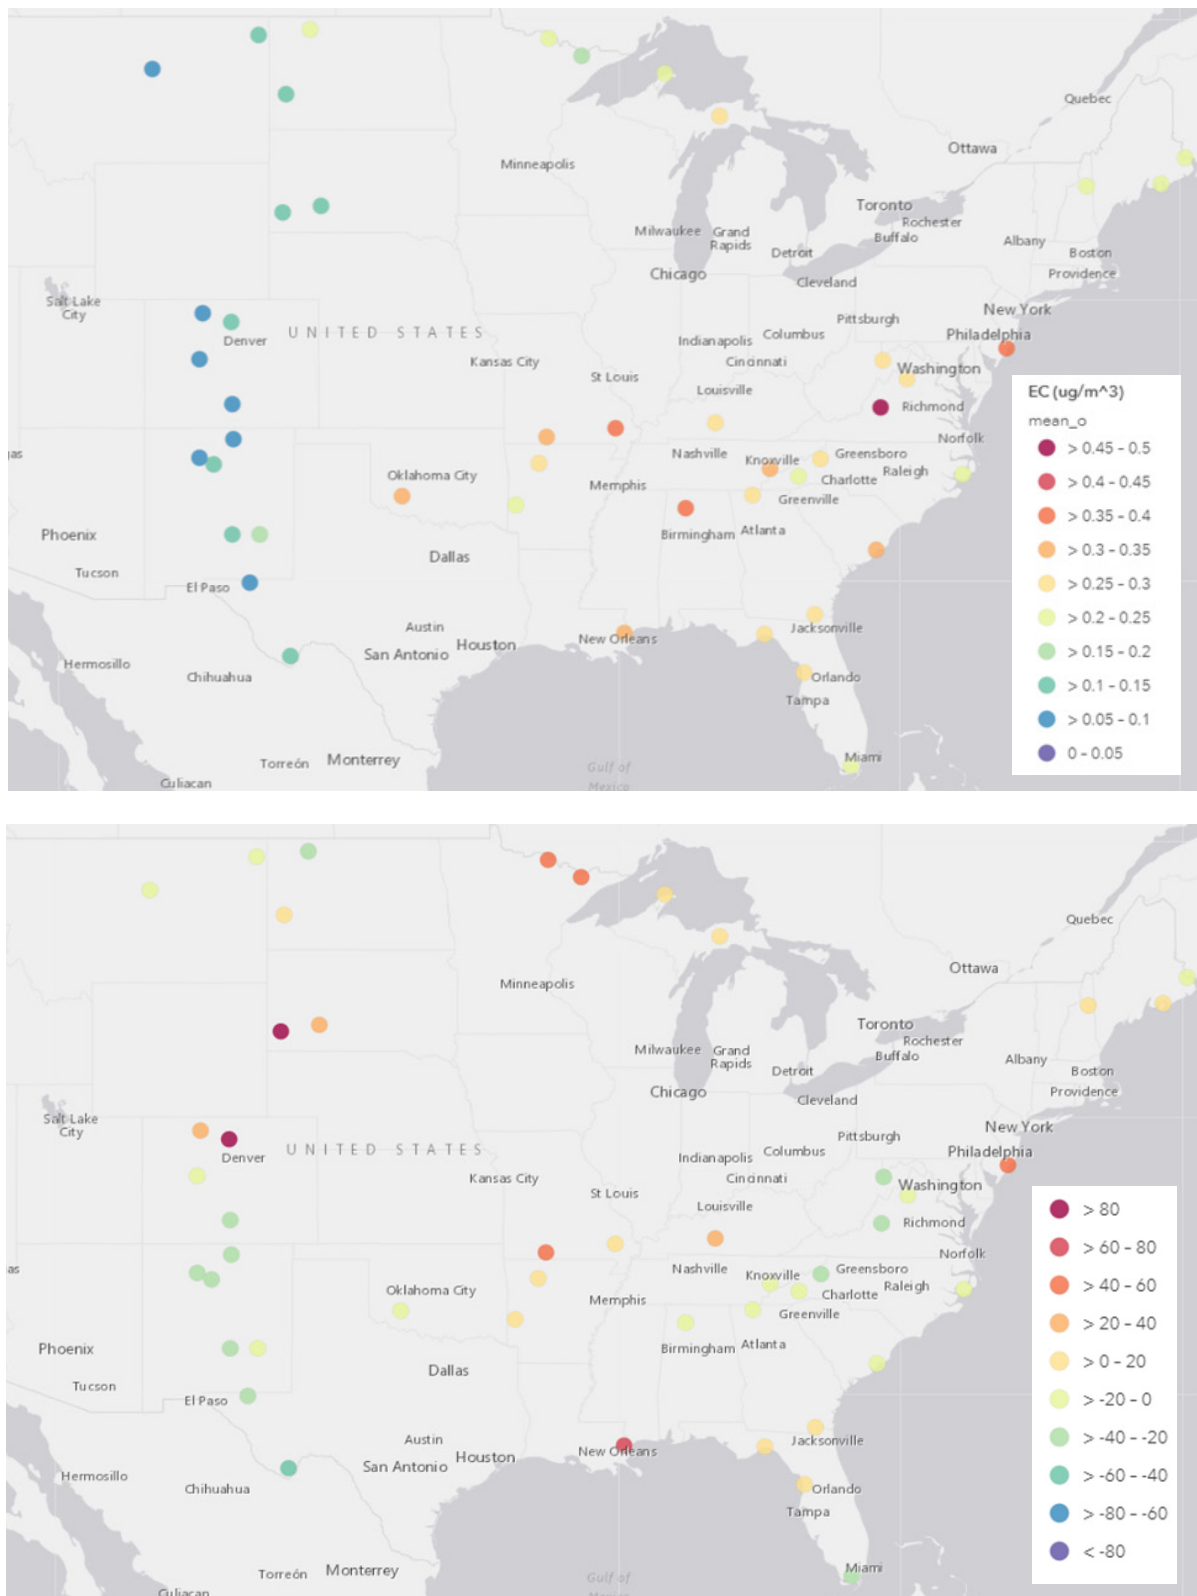 Quebec
Ottawa
Minneapolis
Toronto
Rochester
Milwaukee
Grand
Rapids
Buffalo
Albany
Detroit
Boston
Chicago
Cleveland
Providence
Salt Lake
City
New York
Pittsburgh
UNITED STATES
Denver
Indianapolis
Columbus
Philadelphia
Kansas City
St Louis
Cincinnati
Washington
Louisville
Richmond
as
Nashville
Knoxville
Greensboro
Norfolk
Oklahoma City
Memphis
Charlotte
Raleigh
Greenville
Phoenix
Birmingham
Atlanta
Dallas
Tucson
El Paso
Austin
Houston
New Orleans
Jacksonville
San Antonio
Hermosillo
Chihuahua
Orlando
Tampa
Torreón
Monterrey
Miami
Gulf of
Mexico
Culiacan
EC (ug/m^3)
mean_o
> 0.45 - 0.5
> 0.4 - 0.45
> 0.35 - 0.4
> 0.3 - 0.35
> 0.25 - 0.3
> 0.2 - 0.25
> 0.15 - 0.2
> 0.1 - 0.15
> 0.05 - 0.1
0 - 0.05
Quebec
Ottawa
Minneapolis
Toronto
Rochester
Milwaukee
Grand
Rapids
Buffalo
Albany
Detroit
Boston
Chicago
Cleveland
Providence
Salt Lake
City
New York
Pittsburgh
UNITED STATES
Denver
Indianapolis
Columbus
Philadelphia
Kansas City
St Louis
Cincinnati
Washington
Louisville
Richmond
as
Nashville
Knoxville
Greensboro
Norfolk
Oklahoma City
Memphis
Charlotte
Raleigh
Greenville
Phoenix
Birmingham
Atlanta
Dallas
Tucson
El Paso
Austin
Houston
New Orleans
Jacksonville
San Antonio
Hermosillo
Chihuahua
Orlando
Tampa
Torreón
Monterrey
Miami
Gulf of
Mexico
Culiacan
> 80
> 60 - 80
> 40 - 60
> 20 - 40
> 0 - 20
> -20 - 0
> -40 - -20
> -60 - -40
> -80 - -60
< -80